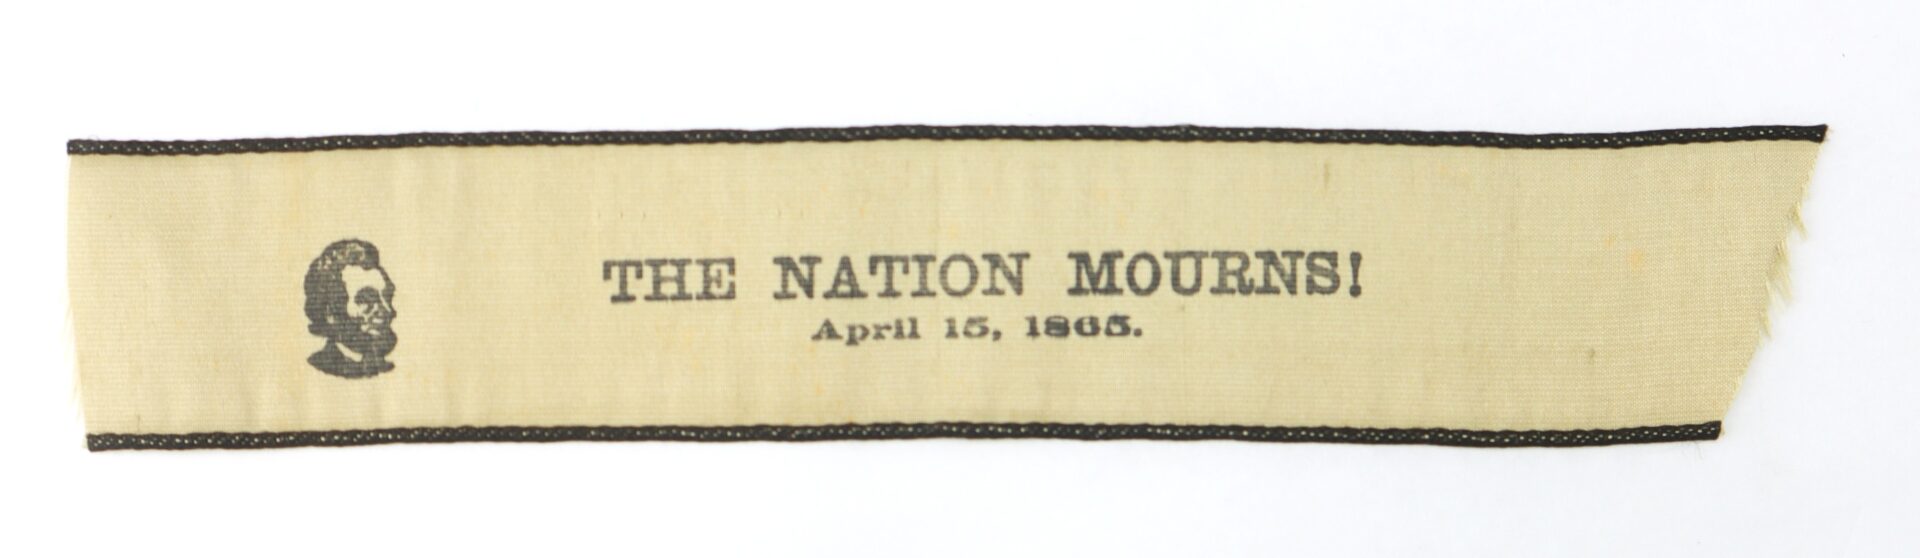 THE NATION MOURNS!
April 15, 1865.